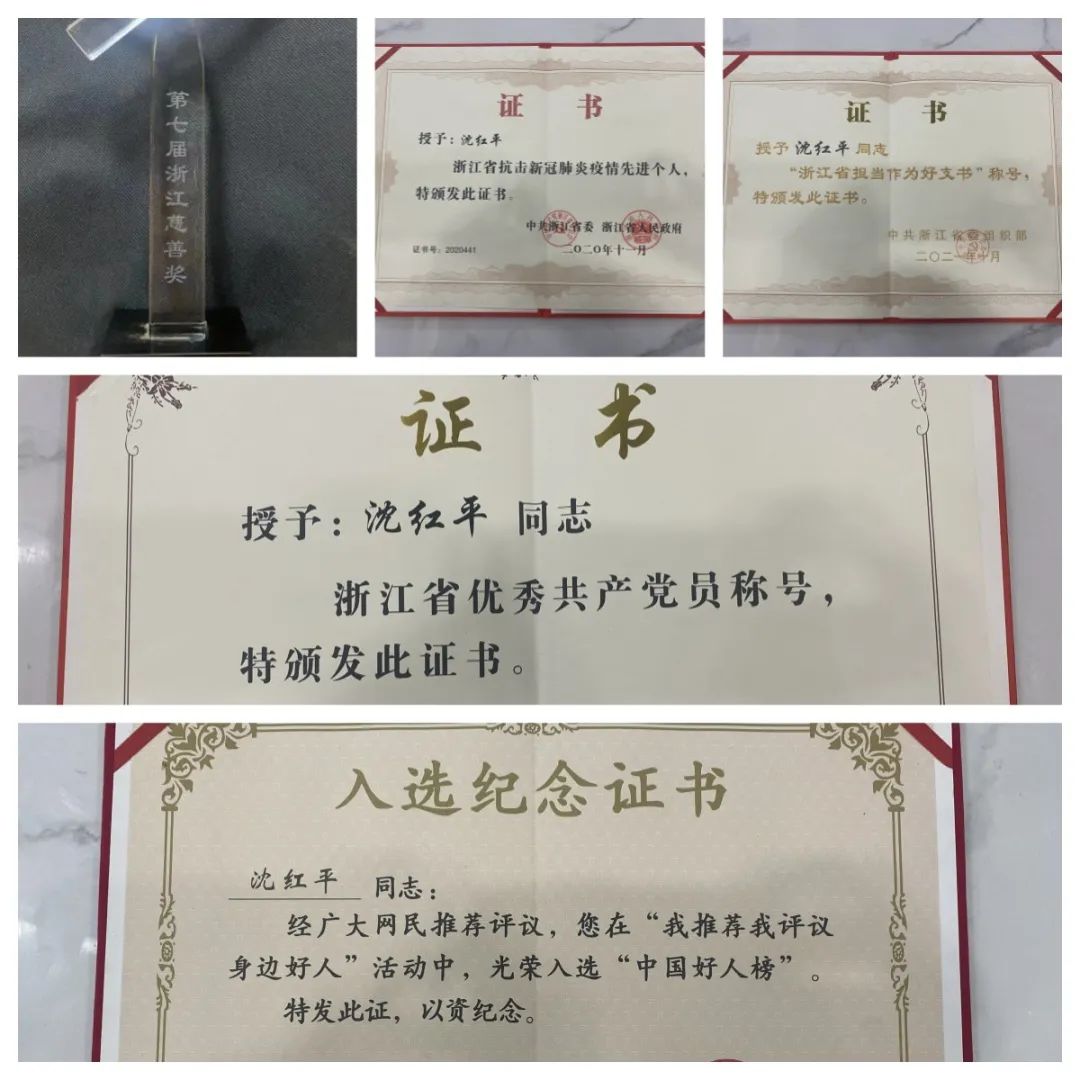 第七届浙江慈善奖
证 书
授予：沈红平
浙江省抗击新冠肺炎疫情先进个人，
特颁发此证书。
中共浙江省委 浙江省人民政府
证书号：2020441
二〇二〇年十一月
证 书
授予 沈红平 同志
“浙江省担当作为好支书”称号，
特颁发此证书。
中共浙江省委组织部
二〇二一年十月
证 书
授予：沈红平 同志
浙江省优秀共产党员称号，
特颁发此证书。
入选纪念证书
沈红平 同志：
经广大网民推荐评议，您在“我推荐我评议
身边好人”活动中，光荣入选“中国好人榜”。
特发此证，以资纪念。